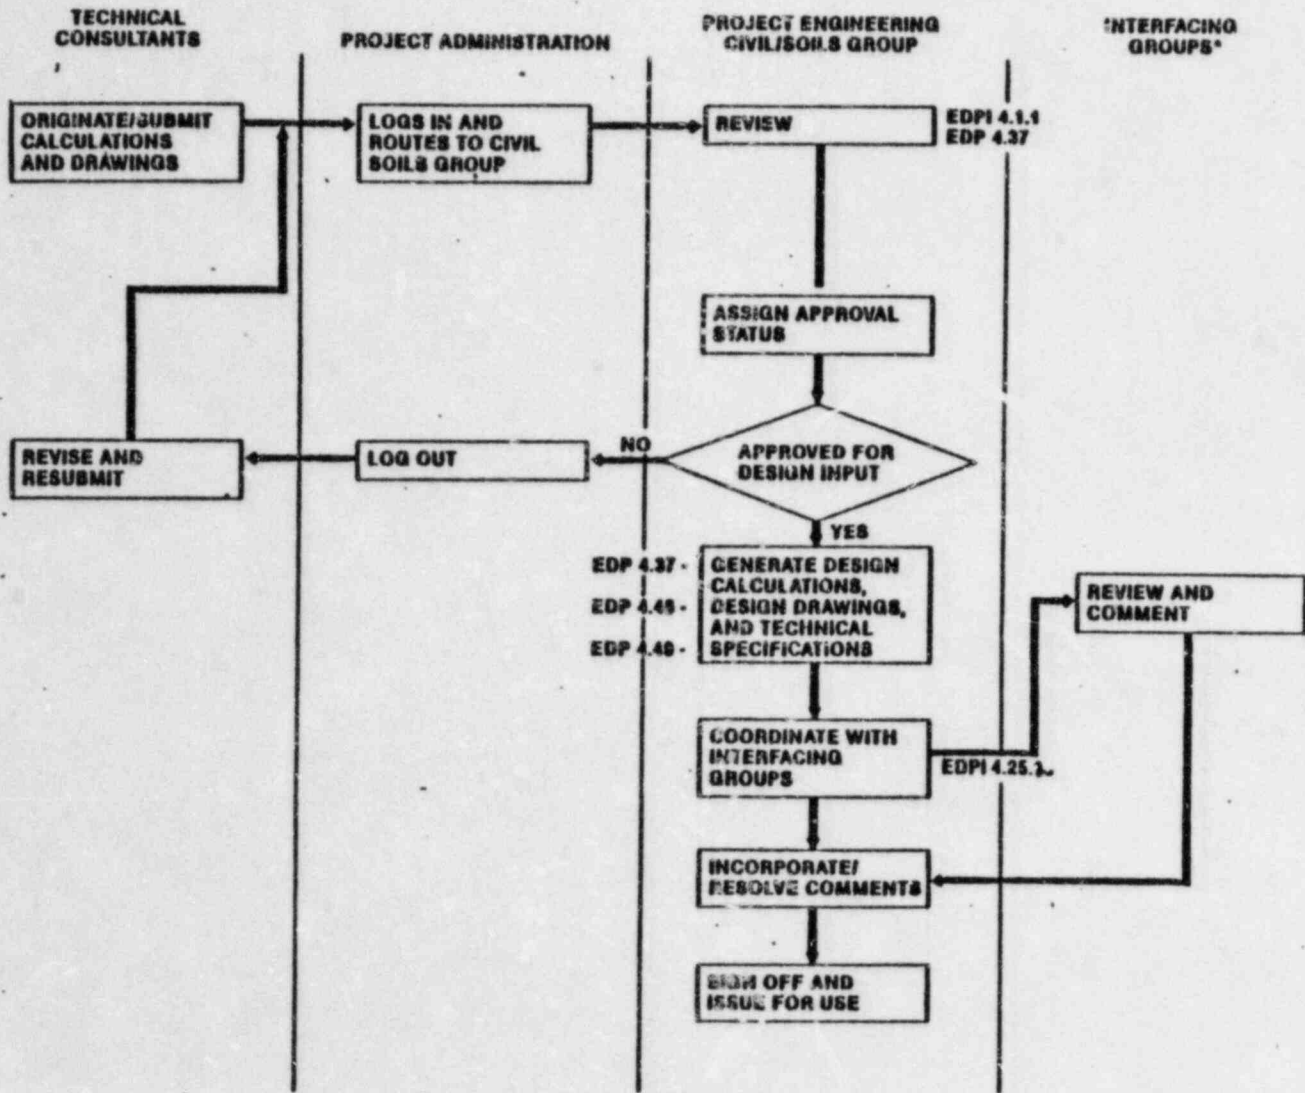 TECHNICAL
CONSULTANTS
PROJECT ADMINISTRATION
PROJECT ENGINEERING
CIVIL/SOILS GROUP
INTERFACING
GROUPS*
ORIGINATE/SUBMIT
CALCULATIONS
AND DRAWINGS
LOGS IN AND
ROUTES TO CIVIL
SOILS GROUP
REVIEW
EDPI 4.1.1
EDP 4.37
ASSIGN APPROVAL
STATUS
REVISE AND
RESUBMIT
LOG OUT
NO
APPROVED FOR
DESIGN INPUT
YES
EDP 4.37 -
EDP
EDP
GENERATE DESIGN
CALCULATIONS,
DESIGN DRAWINGS,
AND TECHNICAL
SPECIFICATIONS
REVIEW AND
COMMENT
COORDINATE WITH
INTERFACING
GROUPS
EDPI
INCORPORATE/
RESOLVE COMMENTS
SIGN OFF AND
ISSUE FOR USE